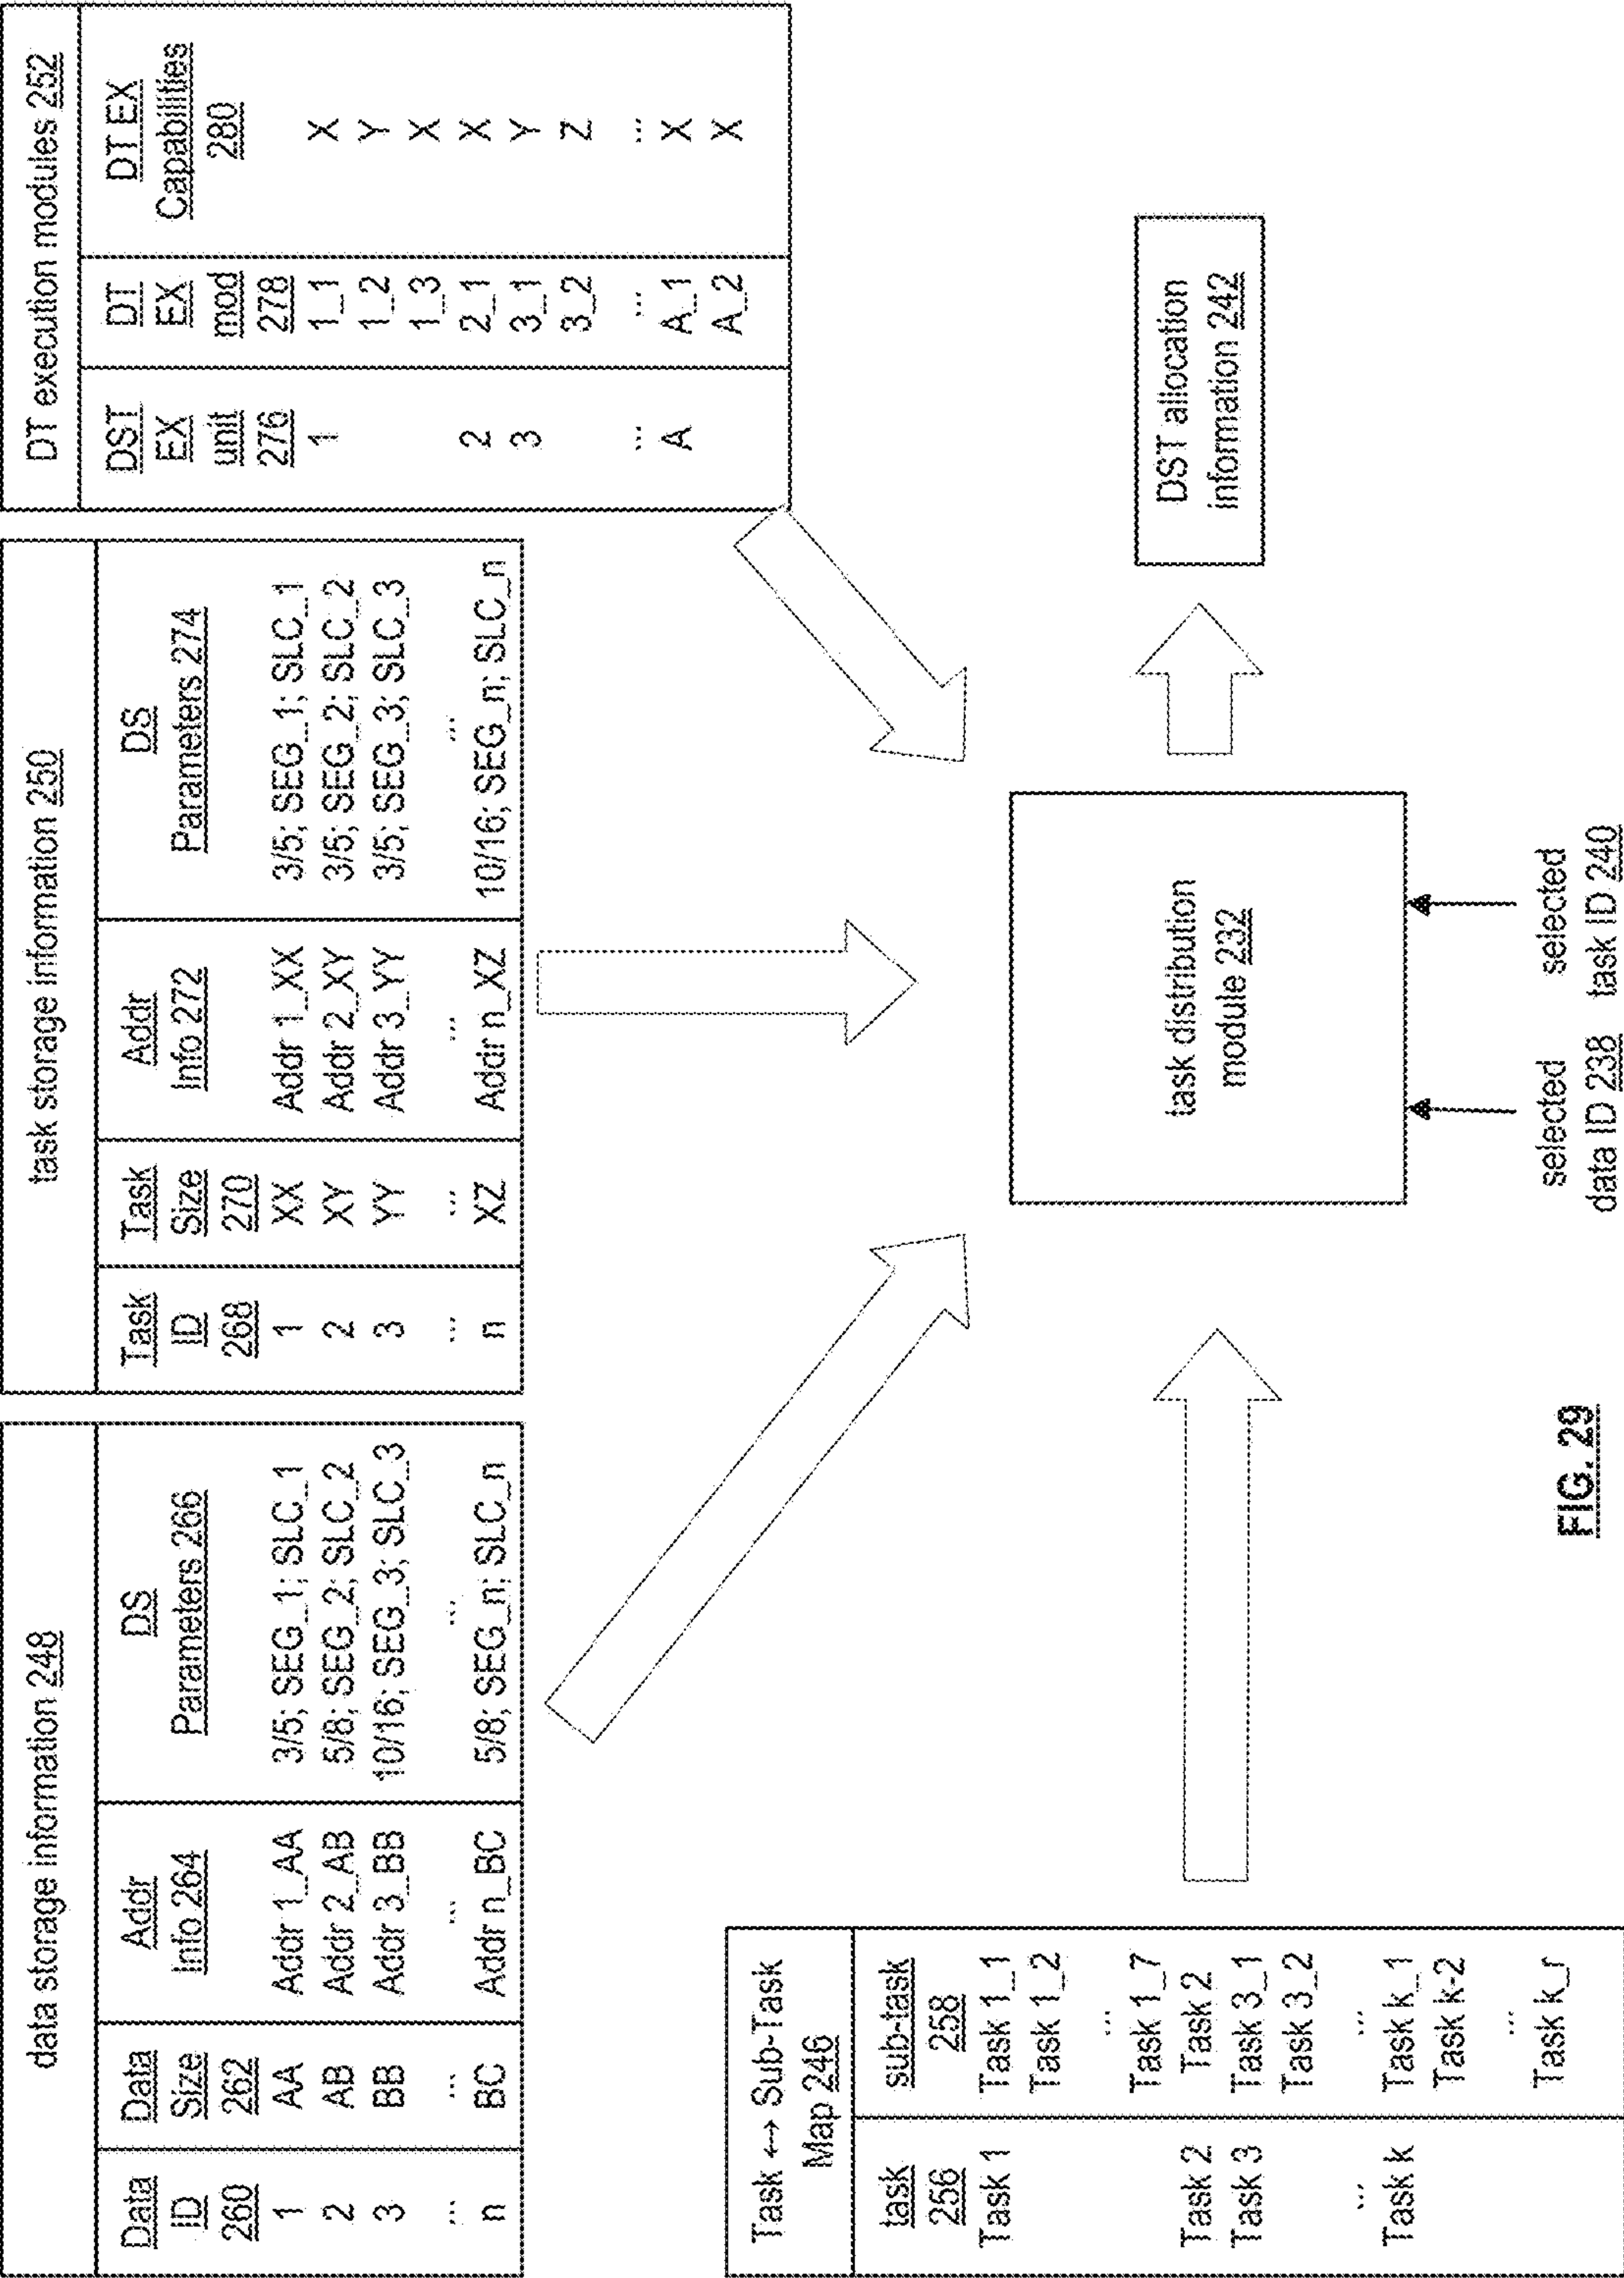 data storage information 248
Data ID 260 Data Size 262 Addr Info 264 DS Parameters 266
1 AA Addr 1_AA 3/5; SEG_1; SLC_1
2 AB Addr 2_AB 5/8; SEG_2; SLC_2
3 BB Addr 3_BB 10/16; SEG_3; SLC_3
... ... ... ...
n BC Addr n_BC 5/8; SEG_n; SLC_n
task storage information 250
Task ID 268 Task Size 270 Addr Info 272 DS Parameters 274
1 XX Addr 1_XX 3/5; SEG_1; SLC_1
2 XY Addr 2_XY 3/5; SEG_2; SLC_2
3 YY Addr 3_YY 3/5; SEG_3; SLC_3
... ... ... ...
n XZ Addr n_XZ 10/16; SEG_n; SLC_n
DT execution modules 252
DST EX unit 276 DT EX mod 278 DT EX Capabilities 280
1 1_1 X
1_2 Y
1_3 X
2 2_1 X
3 3_1 Y
3_2 Z
... ... ...
A A_1 X
A_2 X
Task ↔ Sub-Task
Map 246
task 256 sub-task 258
Task 1 Task 1_1
Task 1_2
...
Task 1_7
Task 2 Task 2
Task 3 Task 3_1
Task 3_2
... ...
Task k Task k_1
Task k-2
...
Task k_r
task distribution
module 232
DST allocation
information 242
selected
data ID 238
selected
task ID 240
FIG. 29